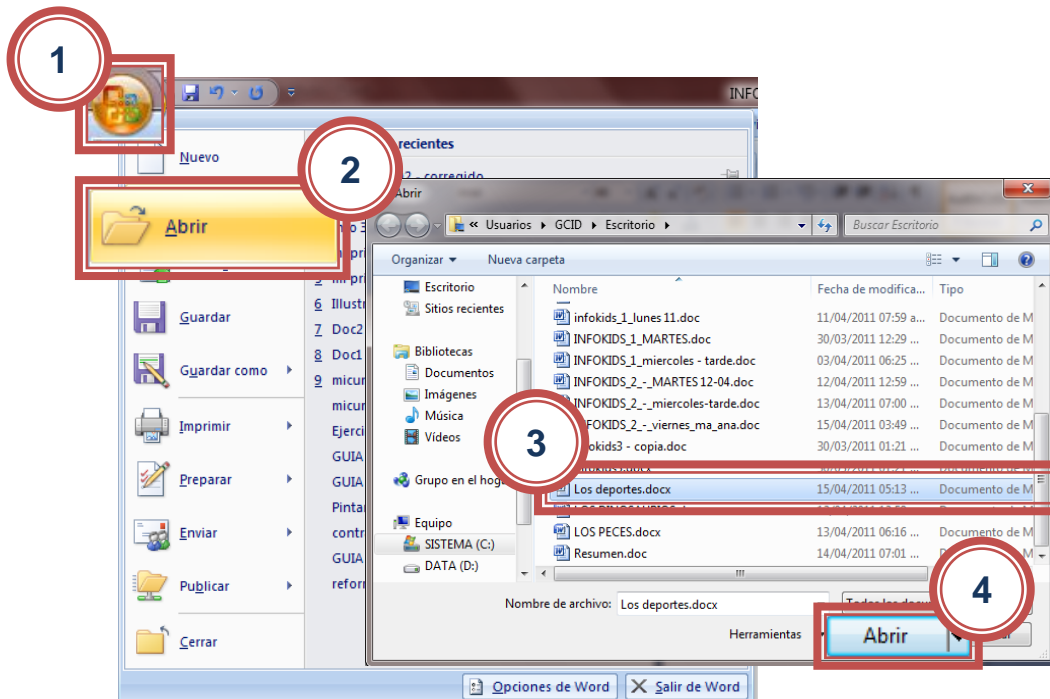 1
INFO
Nuevo
2
recientes
2 - corregido
Abrir
Abrir
Usuarios
GCID
Escritorio
Buscar Escritorio
Organizar
Nueva carpeta
Escritorio
Nombre
Fecha de modifica...
Tipo
Sitios recientes
infokids_1_lunes 11.doc
11/04/2011 07:59 a...
Documento de M
INFOKIDS_1_MARTES.doc
30/03/2011 12:29 ...
Documento de M
Bibliotecas
INFOKIDS_1_miercoles - tarde.doc
03/04/2011 06:25 ...
Documento de M
Documentos
INFOKIDS_2_-_MARTES 12-04.doc
12/04/2011 12:59 ...
Documento de M
Imágenes
INFOKIDS_2_-_miercoles-tarde.doc
13/04/2011 07:00 ...
Documento de M
Música
INFOKIDS_2_-_viernes_ma_ana.doc
15/04/2011 03:49 ...
Documento de M
Vídeos
3
okids3 - copia.doc
30/03/2011 01:21 ...
Documento de M
Grupo en el hoga
Los deportes.docx
15/04/2011 05:13 ...
Documento de M
Equipo
LOS PECES.docx
13/04/2011 06:16 ...
Documento de M
SISTEMA (C:)
Resumen.doc
14/04/2011 07:01 ...
DATA (D:)
4
Nombre de archivo:
Los deportes.docx
Herramientas
Abrir
Guardar
6 Illustr
7 Doc2
Guardar como
8 Doc1
9 micur
micur
Imprimir
Ejerci
GUIA
Preparar
GUIA
Pinta
Enviar
contr
GUIA
Publicar
refor
Cerrar
Opciones de Word
Salir de Word